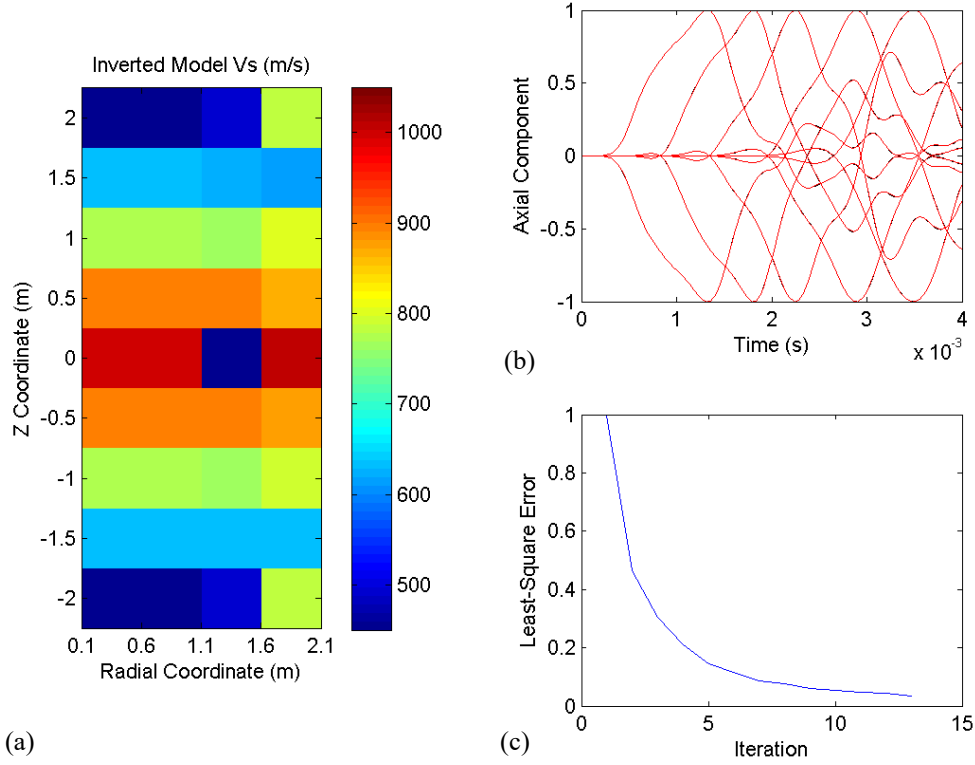 Inverted Model Vs (m/s)
2
1.5
1
0.5
0
-0.5
-1
-1.5
-2
Z Coordinate (m)
0.1 0.6 1.1 1.6 2.1
Radial Coordinate (m)
1000
900
800
700
600
500
(a)
1
0.5
0
-0.5
-1
Axial Component
0 1 2 3 4
Time (s)
x 10⁻³
(b)
1
0.8
0.6
0.4
0.2
0
Least-Square Error
0 5 10 15
Iteration
(c)